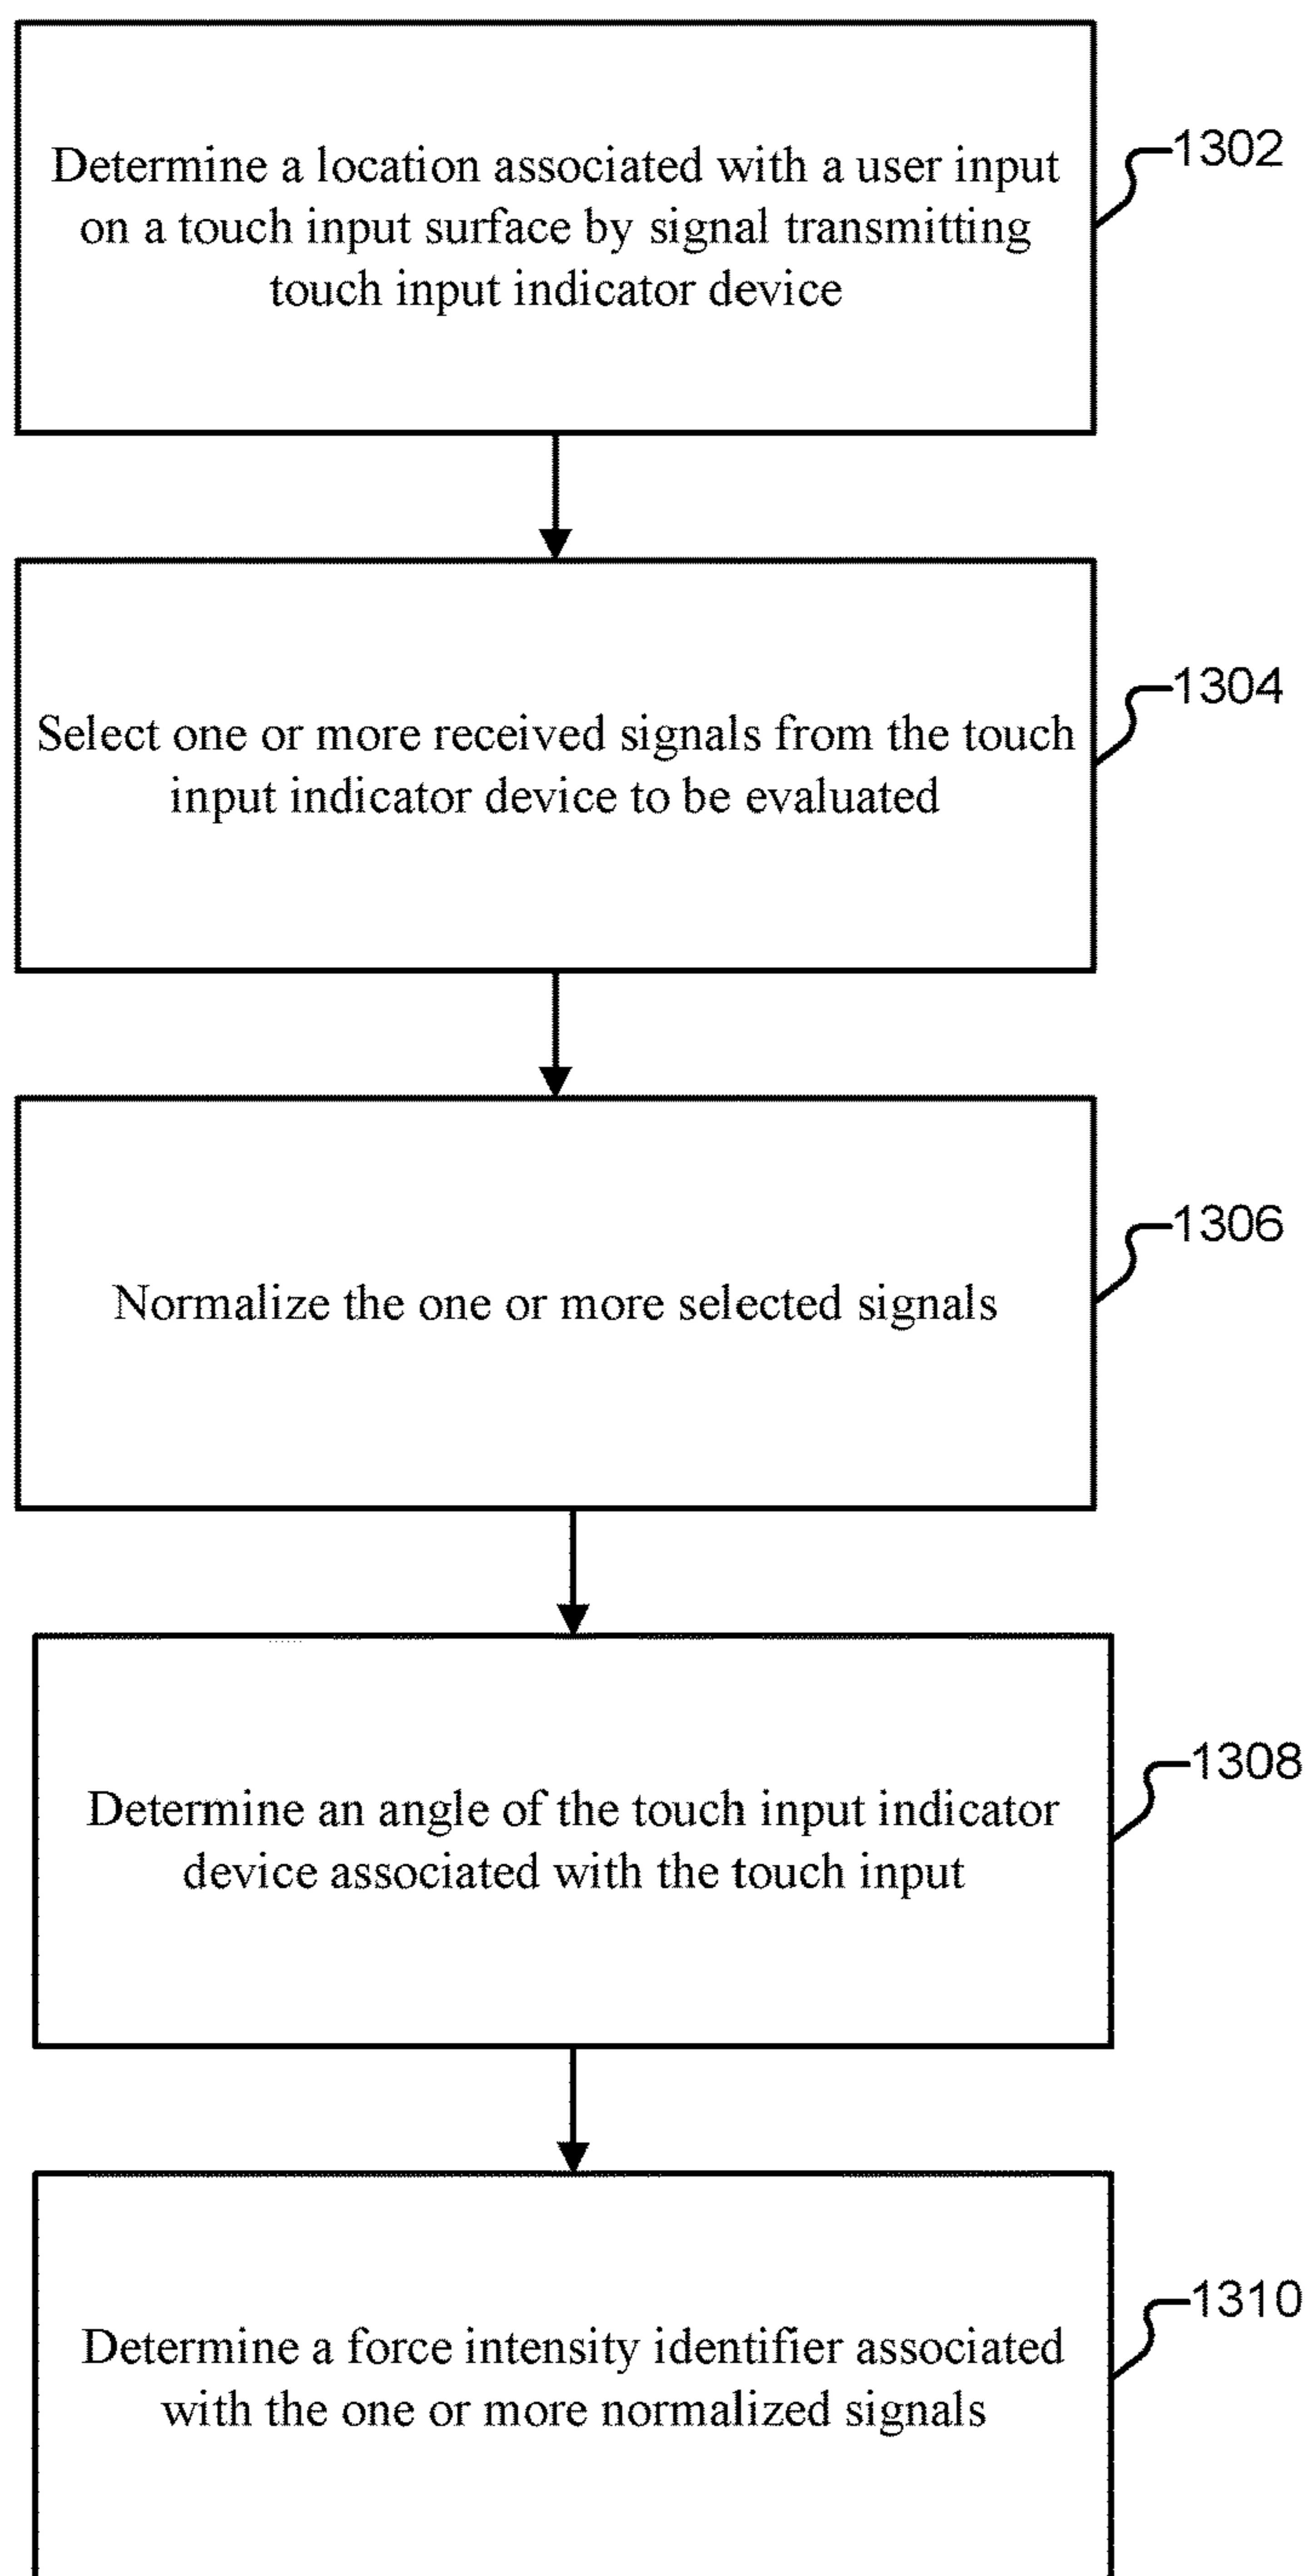 Determine a location associated with a user input
on a touch input surface by signal transmitting
touch input indicator device
1302
Select one or more received signals from the touch
input indicator device to be evaluated
1304
Normalize the one or more selected signals
1306
Determine an angle of the touch input indicator
device associated with the touch input
1308
Determine a force intensity identifier associated
with the one or more normalized signals
1310